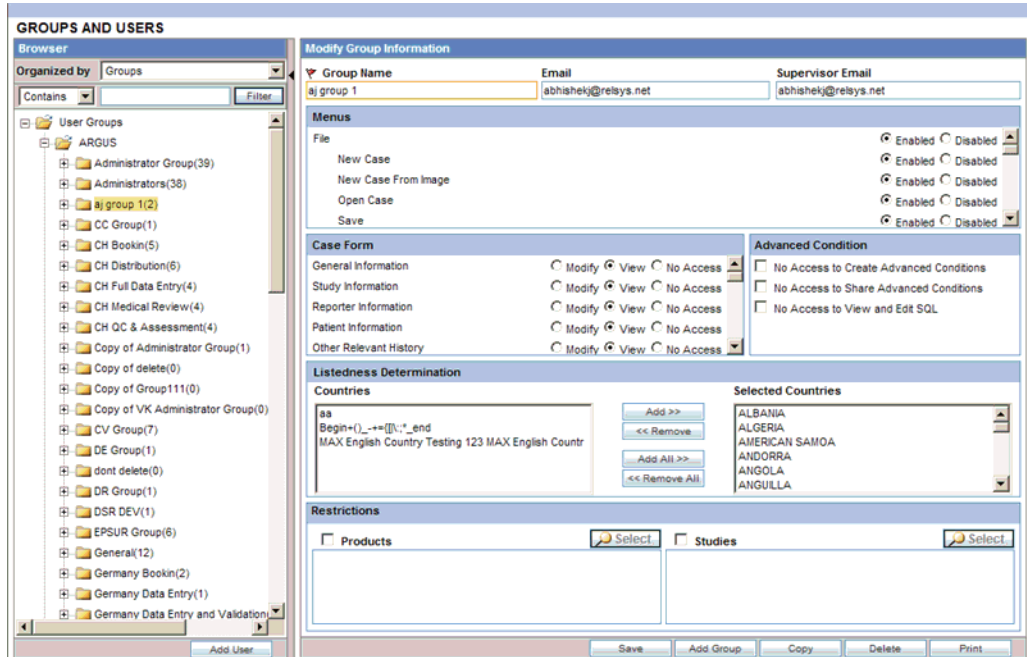 GROUPS AND USERS
Browser
Organized by Groups
Contains Filter
User Groups
ARGUS
Administrator Group(39)
Administrators(38)
aj group 1(2)
CC Group(1)
CH Bookin(5)
CH Distribution(6)
CH Full Data Entry(4)
CH Medical Review(4)
CH QC & Assessment(4)
Copy of Administrator Group(1)
Copy of delete(0)
Copy of Group111(0)
Copy of VK Administrator Group(0)
CV Group(7)
DE Group(1)
dont delete(0)
DR Group(1)
DSR DEV(1)
EPSUR Group(6)
General(12)
Germany Bookin(2)
Germany Data Entry(1)
Germany Data Entry and Validation(
Add User
Modify Group Information
Group Name Email Supervisor Email
aj group 1 abhishekj@relsys.net abhishekj@relsys.net
Menus
File Enabled Disabled
New Case Enabled Disabled
New Case From Image Enabled Disabled
Open Case Enabled Disabled
Save Enabled Disabled
Case Form
General Information Modify View No Access
Study Information Modify View No Access
Reporter Information Modify View No Access
Patient Information Modify View No Access
Other Relevant History Modify View No Access
Advanced Condition
No Access to Create Advanced Conditions
No Access to Share Advanced Conditions
No Access to View and Edit SQL
Listedness Determination
Countries
aa
MAX English Country Testing 123 MAX English Countr
Add >>
<< Remove
Add All >>
<< Remove All
Selected Countries
ALBANIA
ALGERIA
AMERICAN SAMOA
ANDORRA
ANGOLA
ANGUILLA
Restrictions
Products Select Studies Select
Save Add Group Copy Delete Print